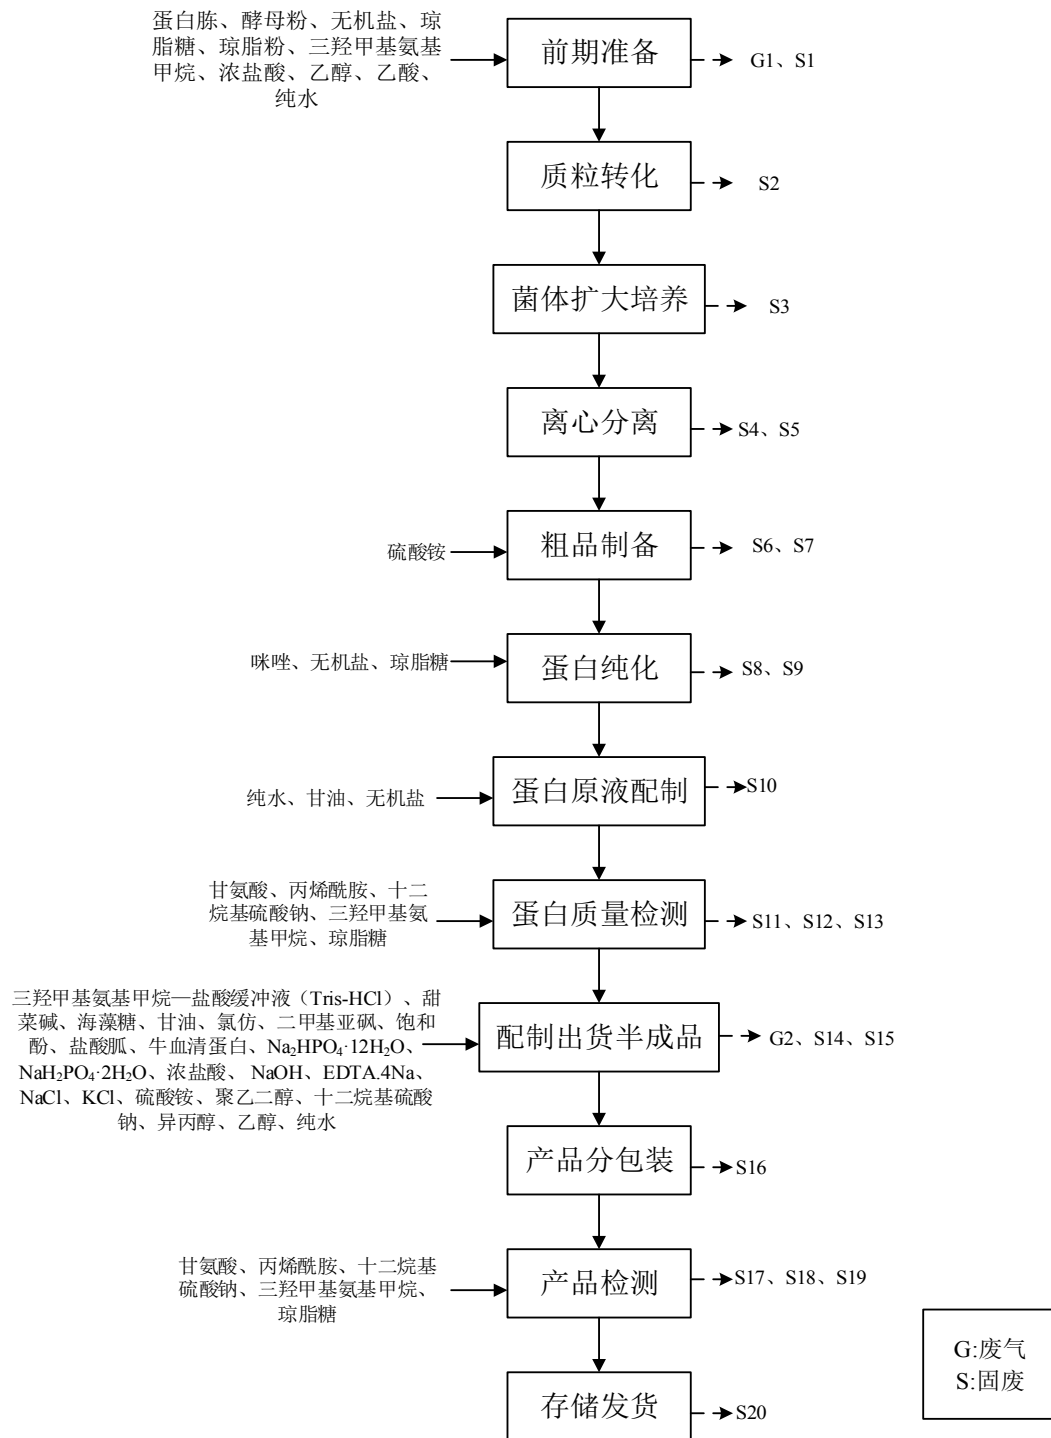 蛋白胨、酵母粉、无机盐、琼
脂糖、琼脂粉、三羟甲基氨基
甲烷、浓盐酸、乙醇、乙酸、
纯水
前期准备
G1、S1
质粒转化
S2
菌体扩大培养
S3
离心分离
S4、S5
硫酸铵
粗品制备
S6、S7
咪唑、无机盐、琼脂糖
蛋白纯化
S8、S9
纯水、甘油、无机盐
蛋白原液配制
S10
甘氨酸、丙烯酰胺、十二
烷基硫酸钠、三羟甲基氨
基甲烷、琼脂糖
蛋白质量检测
S11、S12、S13
三羟甲基氨基甲烷—盐酸缓冲液（Tris-HCl）、甜
菜碱、海藻糖、甘油、氯仿、二甲基亚砜、饱和
酚、盐酸胍、牛血清蛋白、Na₂HPO₄·12H₂O、
NaH₂PO₄·2H₂O、浓盐酸、 NaOH、EDTA.4Na、
NaCl、KCl、硫酸铵、聚乙二醇、十二烷基硫酸
钠、异丙醇、乙醇、纯水
配制出货半成品
G2、S14、S15
产品分包装
S16
甘氨酸、丙烯酰胺、十二烷基
硫酸钠、三羟甲基氨基甲烷、
琼脂糖
产品检测
S17、S18、S19
存储发货
S20
G:废气
S:固废